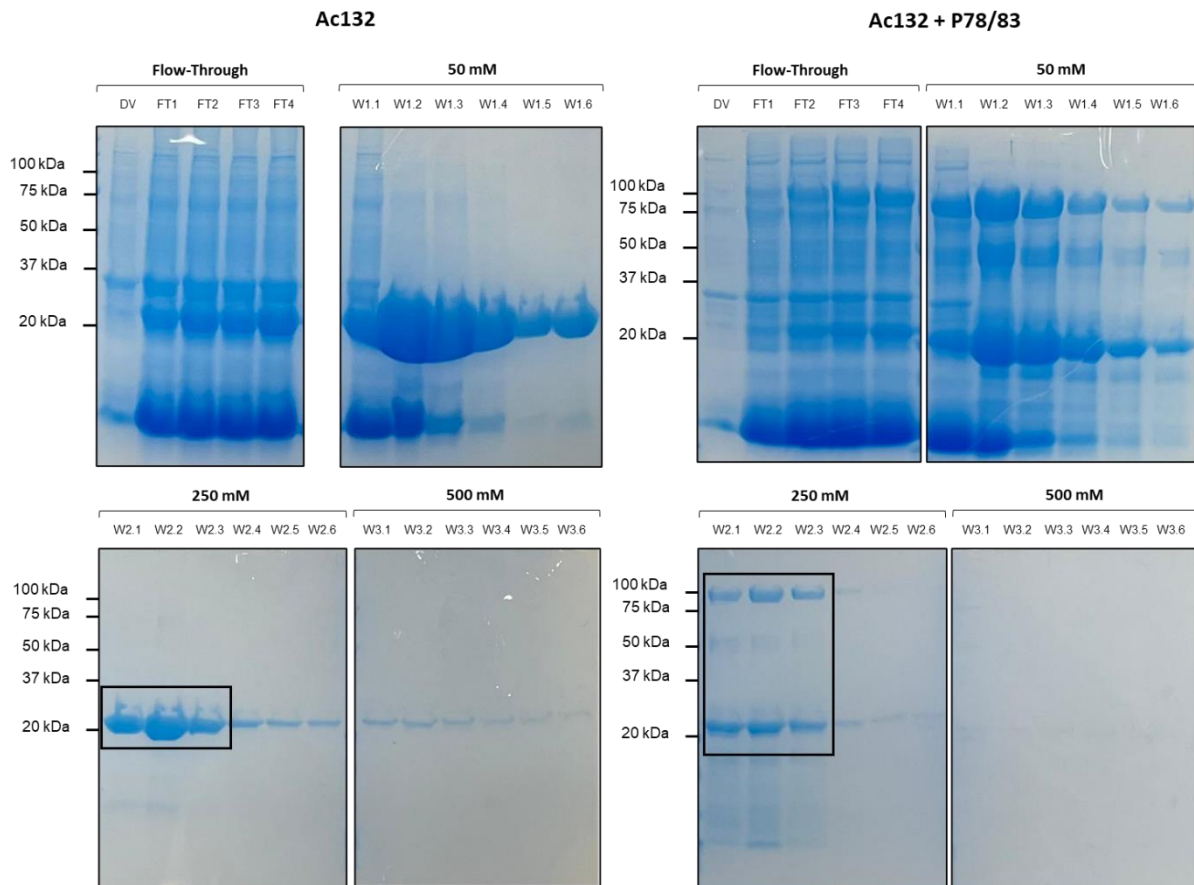 Ac132
Ac132 + P78/83
Flow-Through
50 mM
Flow-Through
50 mM
DV FT1 FT2 FT3 FT4
W1.1 W1.2 W1.3 W1.4 W1.5 W1.6
DV FT1 FT2 FT3 FT4
W1.1 W1.2 W1.3 W1.4 W1.5 W1.6
100 kDa
75 kDa
50 kDa
37 kDa
20 kDa
100 kDa
75 kDa
50 kDa
37 kDa
20 kDa
250 mM
500 mM
250 mM
500 mM
W2.1 W2.2 W2.3 W2.4 W2.5 W2.6
W3.1 W3.2 W3.3 W3.4 W3.5 W3.6
W2.1 W2.2 W2.3 W2.4 W2.5 W2.6
W3.1 W3.2 W3.3 W3.4 W3.5 W3.6
100 kDa
75 kDa
50 kDa
37 kDa
20 kDa
100 kDa
75 kDa
50 kDa
37 kDa
20 kDa